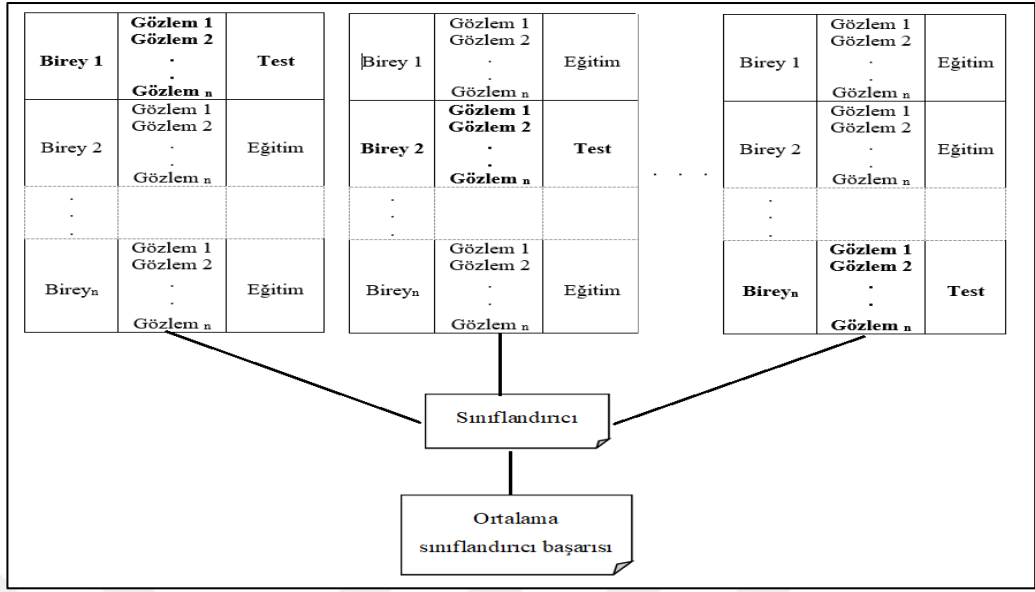 Birey 1
Gözlem 1
Gözlem 2
.
.
Gözlem n
Test
Birey 2
Gözlem 1
Gözlem 2
.
.
Gözlem n
Eğitim
.
.
.
Bireyn
Gözlem 1
Gözlem 2
.
.
Gözlem n
Eğitim
Birey 1
Gözlem 1
Gözlem 2
.
.
Gözlem n
Eğitim
Birey 2
Gözlem 1
Gözlem 2
.
.
Gözlem n
Test
.
.
.
Bireyn
Gözlem 1
Gözlem 2
.
.
Gözlem n
Eğitim
. . .
Birey 1
Gözlem 1
Gözlem 2
.
.
Gözlem n
Eğitim
Birey 2
Gözlem 1
Gözlem 2
.
.
Gözlem n
Eğitim
.
.
.
Bireyn
Gözlem 1
Gözlem 2
.
.
Gözlem n
Test
Sınıflandırıcı
Ortalama
sınıflandırıcı başarısı